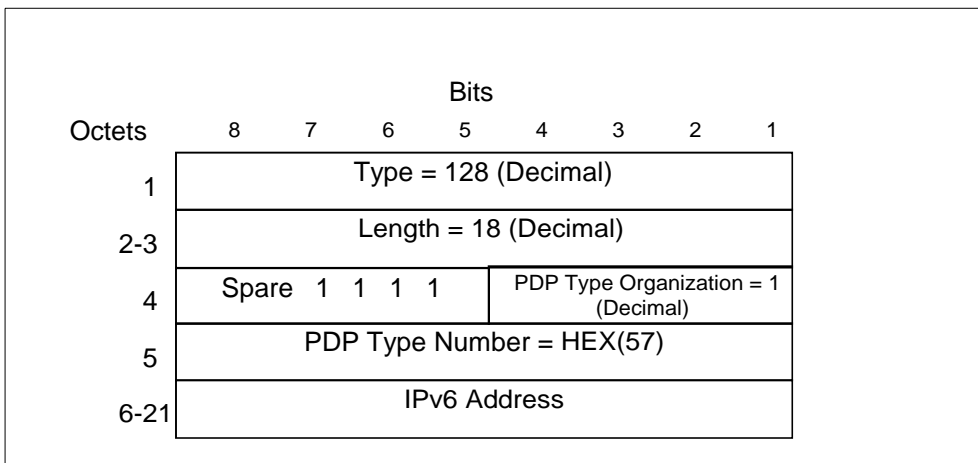 Bits
Octets 8 7 6 5 4 3 2 1
1 Type = 128 (Decimal)
2-3 Length = 18 (Decimal)
4 Spare 1 1 1 1 PDP Type Organization = 1
(Decimal)
5 PDP Type Number = HEX(57)
6-21 IPv6 Address